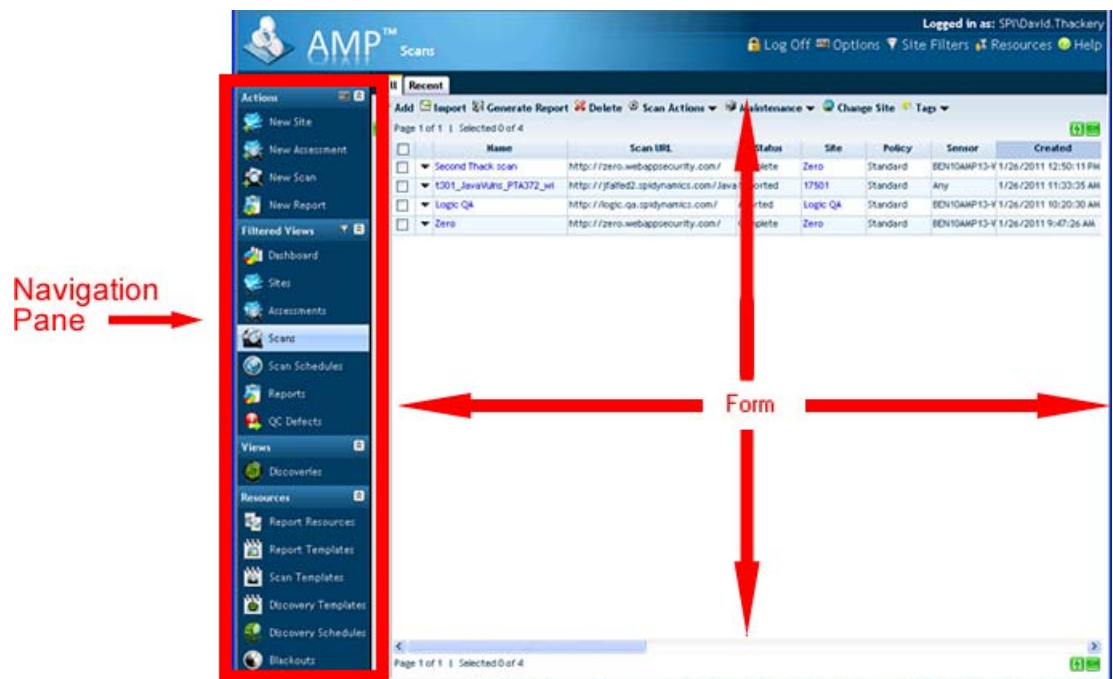 Logged in as: SPI\David.Thackery
AMP™ Scans
Log Off Options Site Filters Resources Help
Recent
Actions
New Site
New Assessment
New Scan
New Report
Filtered Views
Dashboard
Sites
Assessments
Scans
Scan Schedules
Reports
QC Defects
Views
Discoveries
Resources
Report Resources
Report Templates
Scan Templates
Discovery Templates
Discovery Schedules
Blackouts
Add Import Generate Report Delete Scan Actions Maintenance Change Site Tags
Page 1 of 1 | Selected 0 of 4
Name Scan URL Status Site Policy Sensor Created
Second Thack scan http://zero.webappsecurity.com/ Zero Standard 1/26/2011 12:50:11 PM
http://jfalfed2.spidynamics.com/Java 17501 Any 1/26/2011 11:33:35 AM
Logic QA http://logic.qa.spidynamics.com/ Logic QA Standard 1/26/2011 10:20:30 AM
Zero http://zero.webappsecurity.com/ Zero Standard 1/26/2011 9:47:26 AM
Navigation
Pane
Form
Page 1 of 1 | Selected 0 of 4